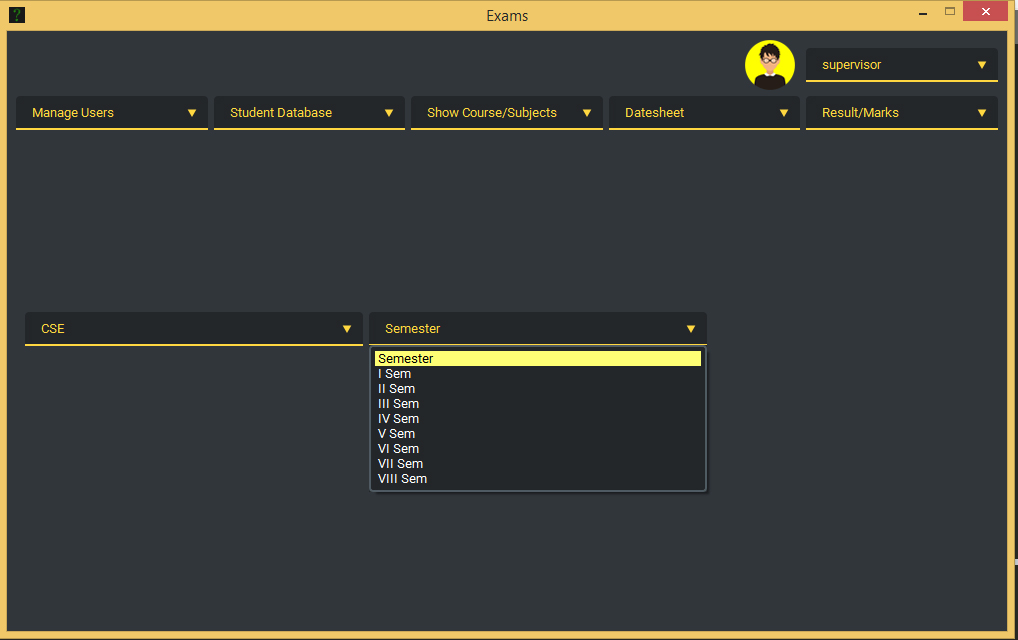 Exams
supervisor
Manage Users
Student Database
Show Course/Subjects
Datesheet
Result/Marks
CSE
Semester
Semester
I Sem
II Sem
III Sem
IV Sem
V Sem
VI Sem
VII Sem
VIII Sem